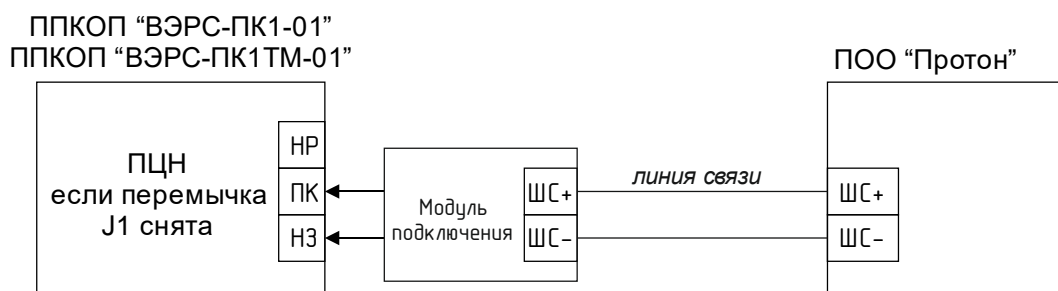 ППКОП “ВЭРС-ПК1-01”
ППКОП “ВЭРС-ПК1ТМ-01”
ПОО “Протон”
ПЦН
если перемычка
J1 снята
НР
ПК
НЗ
Модуль
подключения
ШС+
ШС-
линия связи
ШС+
ШС-